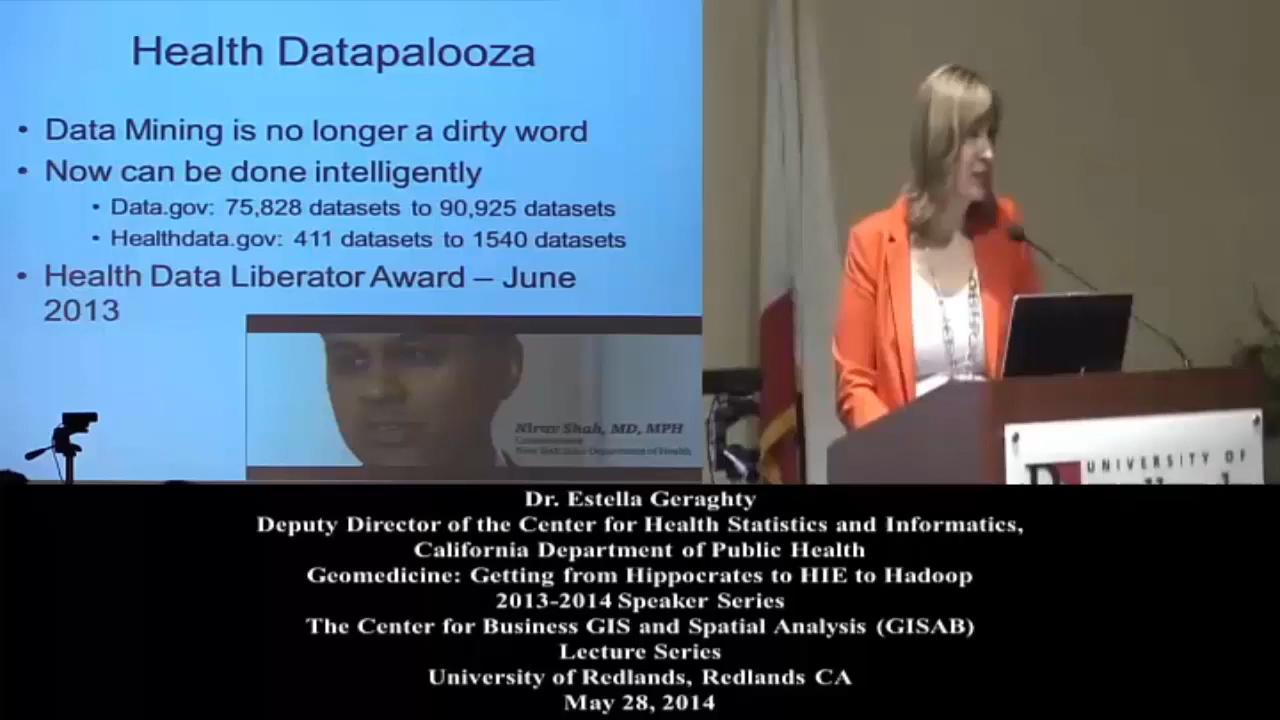 Health Datapalooza
• Data Mining is no longer a dirty word
• Now can be done intelligently
• Data.gov: 75,828 datasets to 90,925 datasets
• Healthdata.gov: 411 datasets to 1540 datasets
• Health Data Liberator Award – June
2013
Nirav Shah, MD, MPH
Commissioner
New York State Department of Health
UNIVERSITY OF
Dr. Estella Geraghty
Deputy Director of the Center for Health Statistics and Informatics,
California Department of Public Health
Geomedicine: Getting from Hippocrates to HIE to Hadoop
2013-2014 Speaker Series
The Center for Business GIS and Spatial Analysis (GISAB)
Lecture Series
University of Redlands, Redlands CA
May 28, 2014